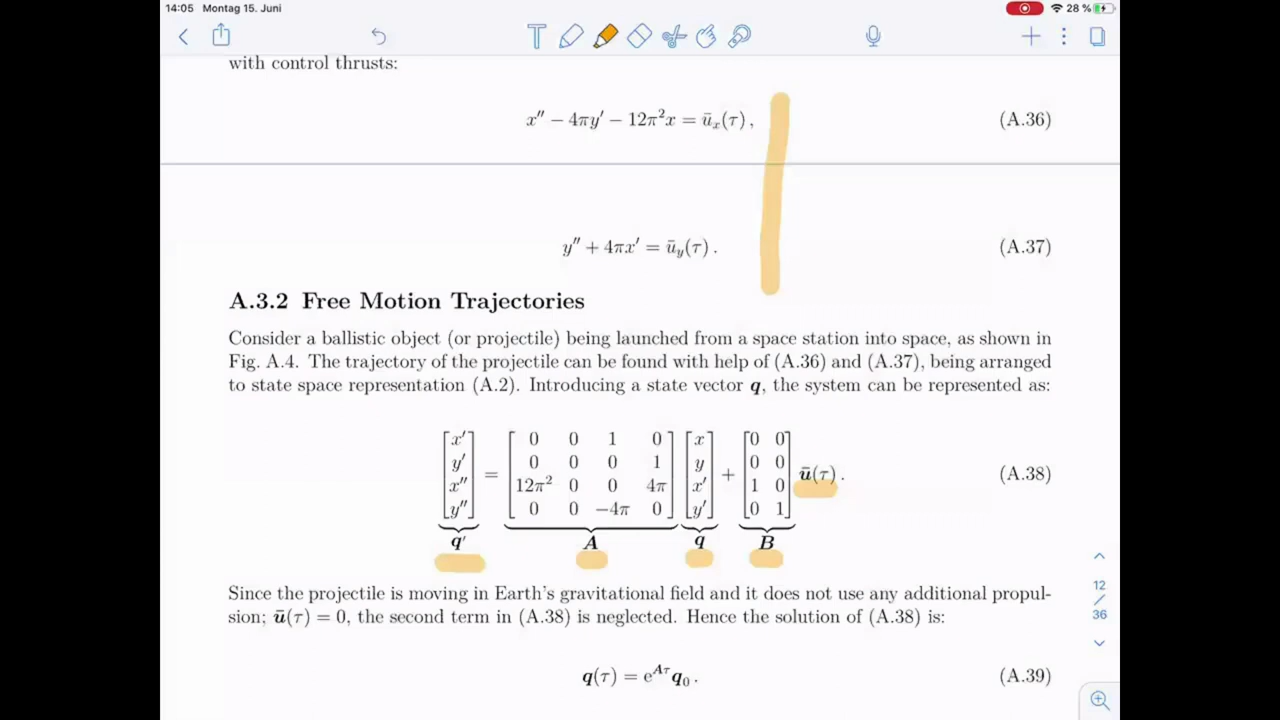 14:05 Montag 15. Juni 28 %
with control thrusts:
x″ − 4πy′ − 12π²x = ūₓ(τ) , (A.36)
y″ + 4πx′ = ū_y(τ) . (A.37)
A.3.2 Free Motion Trajectories
Consider a ballistic object (or projectile) being launched from a space station into space, as shown in
Fig. A.4. The trajectory of the projectile can be found with help of (A.36) and (A.37), being arranged
to state space representation (A.2). Introducing a state vector q, the system can be represented as:
[x′] [0 0 1 0] [x] [0 0]
[y′] = [0 0 0 1] [y] + [0 0] ū(τ) . (A.38)
[x″] [12π² 0 0 4π] [x′] [1 0]
[y″] [0 0 −4π 0] [y′] [0 1]
q′ A q B
Since the projectile is moving in Earth's gravitational field and it does not use any additional propul-
sion; ū(τ) = 0, the second term in (A.38) is neglected. Hence the solution of (A.38) is:
q(τ) = e^{Aτ} q₀ . (A.39)
12
/
36